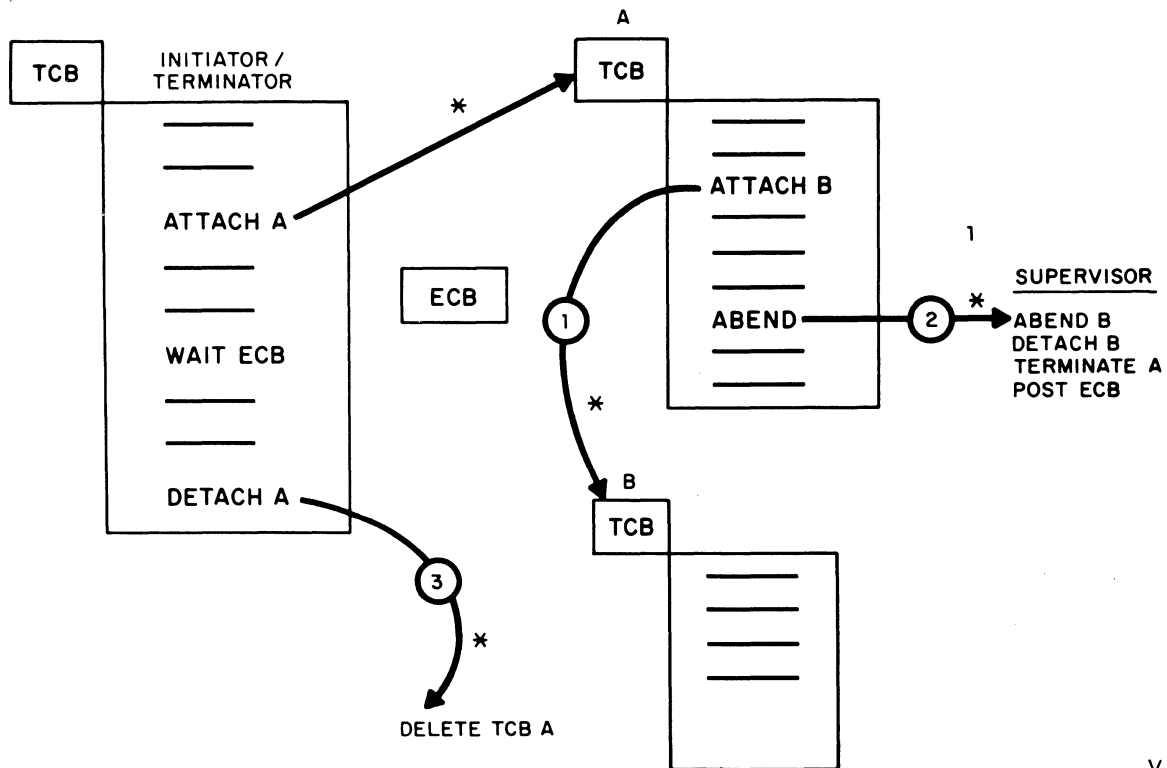 TCB
INITIATOR/
TERMINATOR
*
ATTACH A
WAIT ECB
DETACH A
3
*
DELETE TCB A
ECB
A
TCB
ATTACH B
1
*
ABEND
2
*
1
SUPERVISOR
ABEND B
DETACH B
TERMINATE A
POST ECB
B
TCB
V